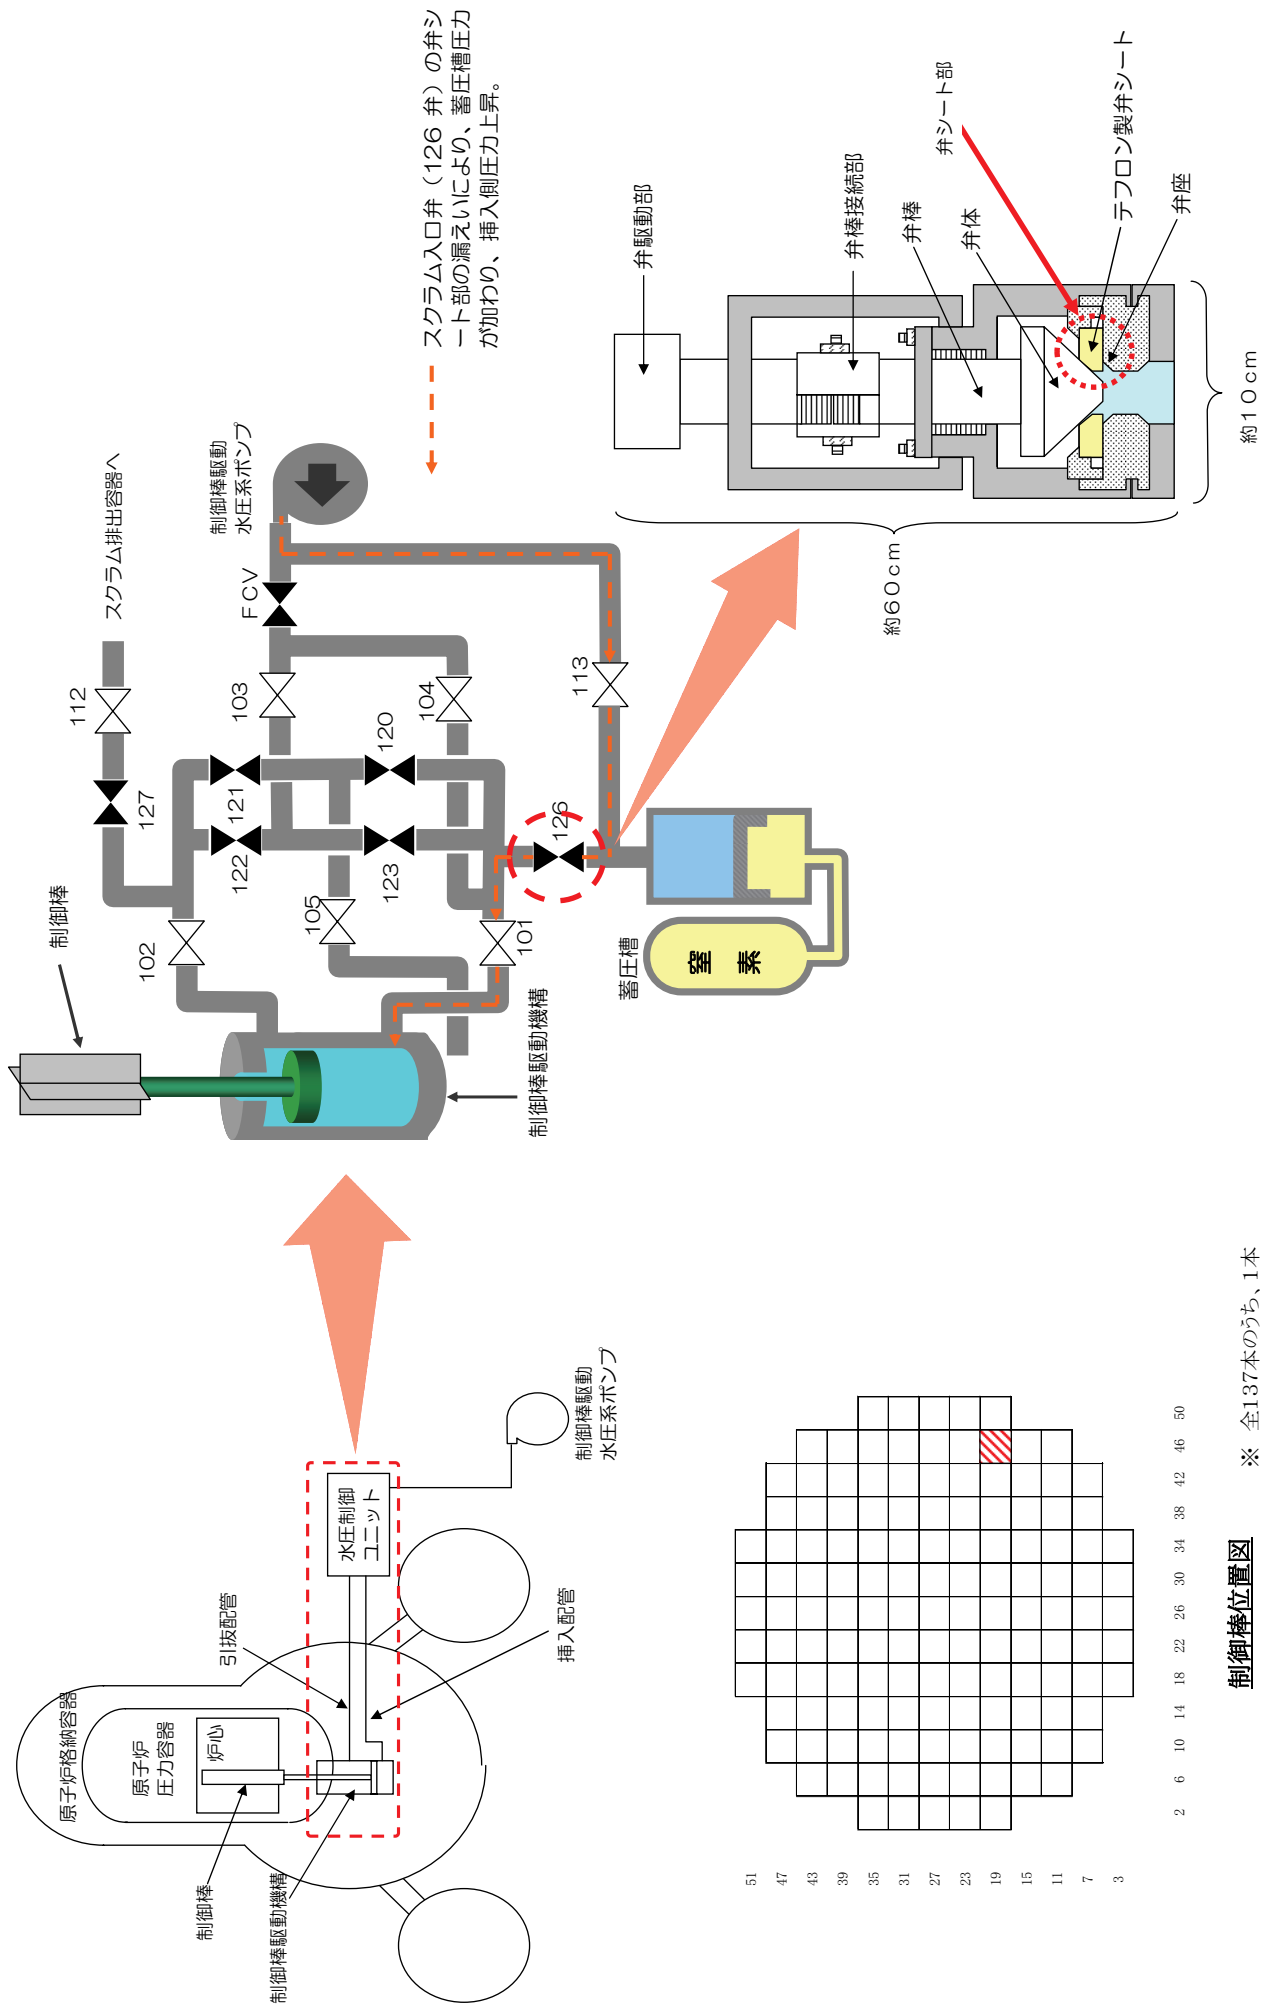 原子炉格納容器
原子炉
圧力容器
炉心
制御棒
制御棒駆動機構
引抜配管
挿入配管
水圧制御
ユニット
制御棒駆動
水圧系ポンプ
制御棒
制御棒駆動機構
102
127
112
スクラム排出容器へ
122
121
103
FCV
制御棒駆動
水圧系ポンプ
105
123
120
104
101
126
113
蓄圧槽
窒素
スクラム入口弁（126 弁）の弁シ
ート部の漏えいにより、蓄圧槽圧力
が加わり、挿入側圧力上昇。
弁駆動部
弁棒接続部
弁棒
弁体
弁シート部
テフロン製弁シート
弁座
約60cm
約10cm
51
47
43
39
35
31
27
23
19
15
11
7
3
2
6
10
14
18
22
26
30
34
38
42
46
50
制御棒位置図
※ 全137本のうち、1本